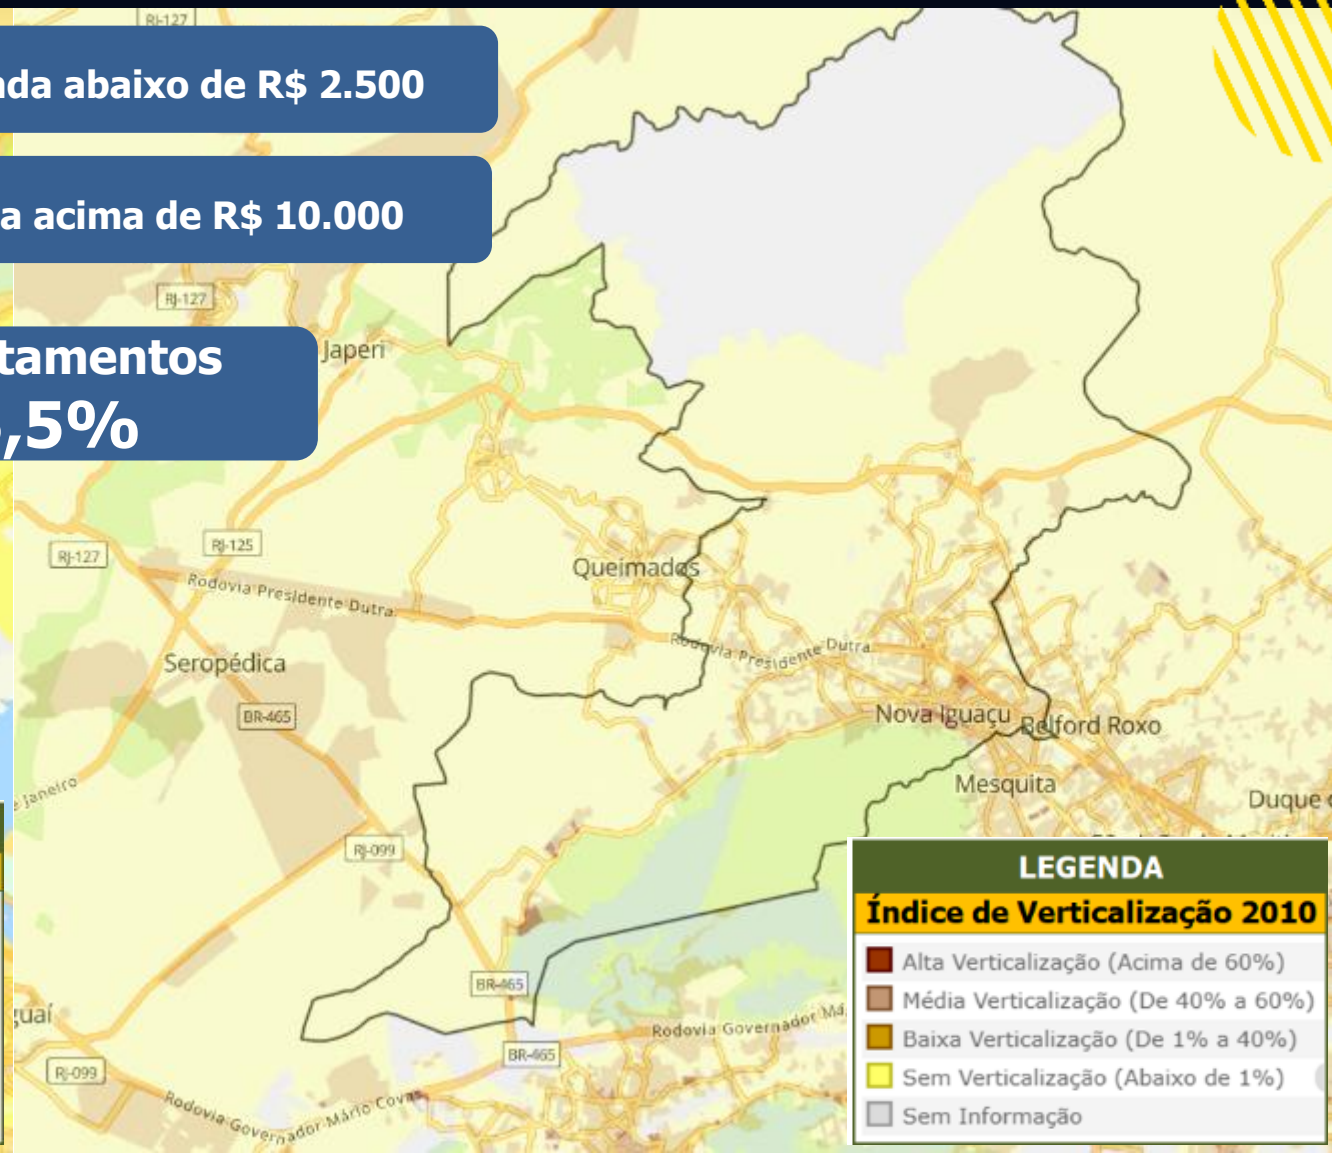 RJ-127
nda abaixo de R$ 2.500
a acima de R$ 10.000
RJ-127
Japeri
tamentos
,5%
RJ-127
RJ-125
Queimados
Rodovia Presidente Dutra
Rodovia Presidente Dutra
Seropédica
BR-465
Nova Iguaçu
Belford Roxo
Mesquita
Duque
Janeiro
RJ-099
BR-465
guaí
Rodovia Governador Má
BR-465
RJ-099
Rodovia Governador Mário Covas
LEGENDA
Índice de Verticalização 2010
Alta Verticalização (Acima de 60%)
Média Verticalização (De 40% a 60%)
Baixa Verticalização (De 1% a 40%)
Sem Verticalização (Abaixo de 1%)
Sem Informação